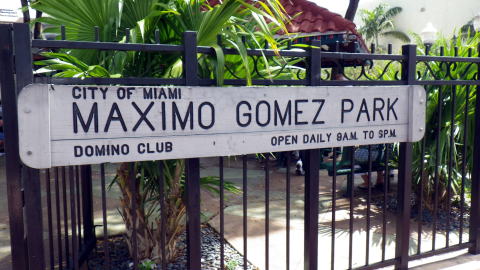 CITY OF MIAMI
MAXIMO GOMEZ PARK
DOMINO CLUB OPEN DAILY 9AM. TO 5PM.